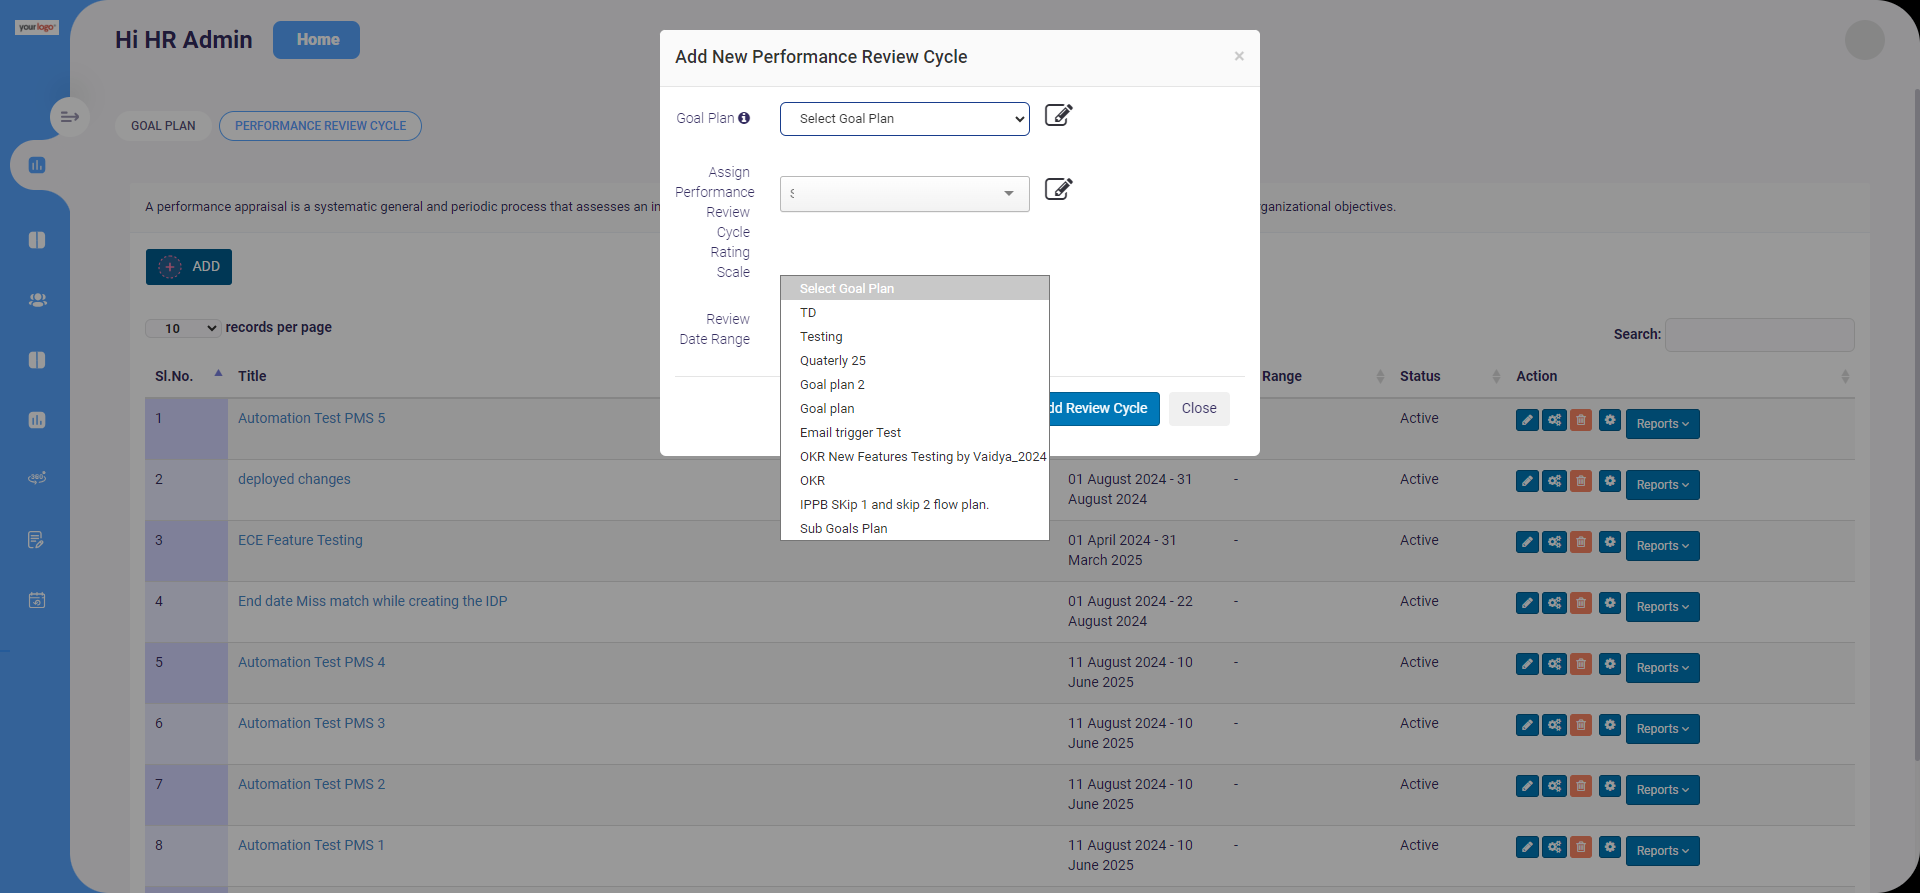 your logo
Hi HR Admin
Home
GOAL PLAN
PERFORMANCE REVIEW CYCLE
Add New Performance Review Cycle
×
Goal Plan
Select Goal Plan
Assign
Performance
Review
Cycle
Rating
Scale
Review
Date Range
Select Goal Plan
TD
Testing
Quaterly 25
Goal plan 2
Goal plan
Email trigger Test
OKR New Features Testing by Vaidya_2024
OKR
IPPB SKip 1 and skip 2 flow plan.
Sub Goals Plan
Review Cycle
Close
A performance appraisal is a systematic general and periodic process that assesses an
objectives.
ADD
10 records per page
Search:
Sl.No. Title Range Status Action
1 Automation Test PMS 5 Active Reports
2 deployed changes 01 August 2024 - 31 August 2024 - Active Reports
3 ECE Feature Testing 01 April 2024 - 31 March 2025 - Active Reports
4 End date Miss match while creating the IDP 01 August 2024 - 22 August 2024 - Active Reports
5 Automation Test PMS 4 11 August 2024 - 10 June 2025 - Active Reports
6 Automation Test PMS 3 11 August 2024 - 10 June 2025 - Active Reports
7 Automation Test PMS 2 11 August 2024 - 10 June 2025 - Active Reports
8 Automation Test PMS 1 11 August 2024 - 10 June 2025 - Active Reports